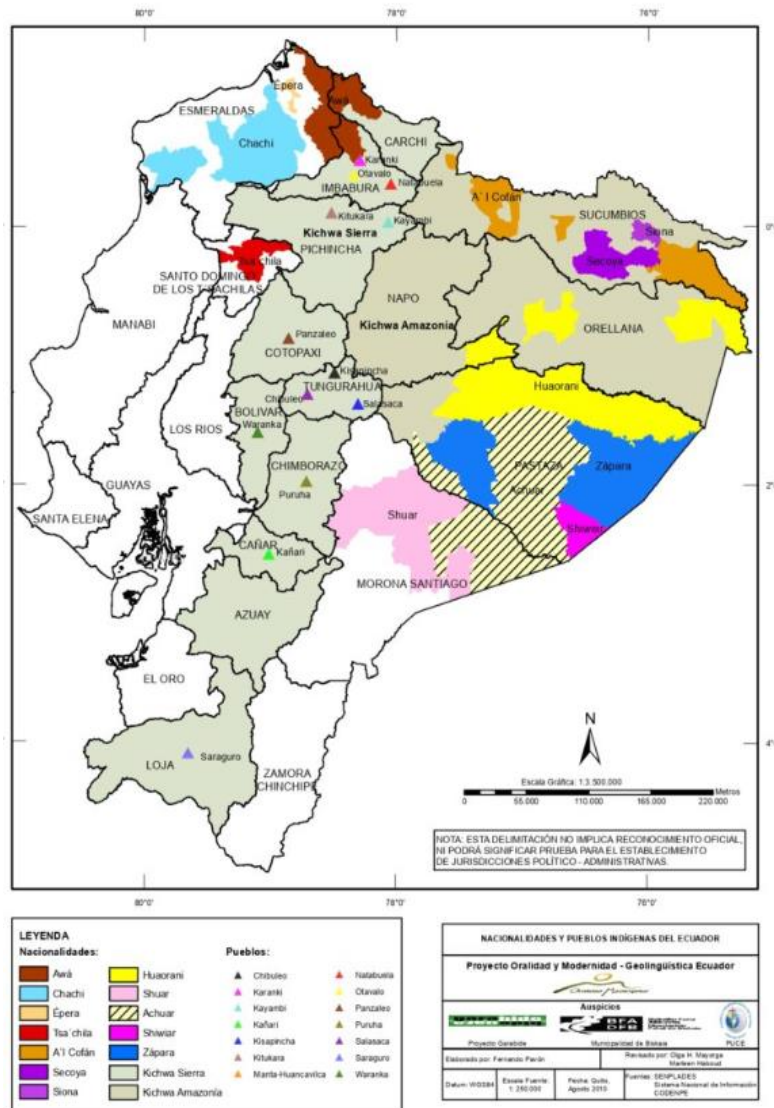 80°0'
78°0'
76°0'
Épera
Awá
ESMERALDAS
Chachi
CARCHI
Karanki
Otavalo
IMBABURA
Natabuela
A´I Cofán
SUCUMBIOS
Kitukara
Kayambi
Siona
Kichwa Sierra
PICHINCHA
Secoya
Tsa´chila
SANTO DOMINGO
DE LOS TSACHILAS
NAPO
MANABI
Kichwa Amazonía
ORELLANA
Panzaleo
COTOPAXI
Kisapincha
TUNGURAHUA
Huaorani
Chibuleo
Salasaca
BOLIVAR
Waranka
LOS RIOS
CHIMBORAZO
PASTAZA
Zápara
GUAYAS
Puruha
Achuar
SANTA ELENA
Shuar
Shiwiar
CAÑAR
Kañari
MORONA SANTIAGO
AZUAY
EL ORO
N
Saraguro
LOJA
ZAMORA
CHINCHIPE
Escala Gráfica: 1:3.500.000
Metros
0 55.000 110.000 165.000 220.000
NOTA: ESTA DELIMITACIÓN NO IMPLICA RECONOCIMIENTO OFICIAL,
NI PODRÁ SIGNIFICAR PRUEBA PARA EL ESTABLECIMIENTO
DE JURISDICCIONES POLÍTICO - ADMINISTRATIVAS.
80°0'
78°0'
76°0'
LEYENDA
Nacionalidades:
Awá
Chachi
Épera
Tsa´chila
A´I Cofán
Secoya
Siona
Huaorani
Shuar
Achuar
Shiwiar
Zápara
Kichwa Sierra
Kichwa Amazonía
Pueblos:
Chibuleo
Karanki
Kayambi
Kañari
Kisapincha
Kitukara
Manta-Huancavilca
Natabuela
Otavalo
Panzaleo
Puruha
Salasaca
Saraguro
Waranka
NACIONALIDADES Y PUEBLOS INDÍGENAS DEL ECUADOR
Proyecto Oralidad y Modernidad - Geolingüística Ecuador
Auspicios
BFA
DFB
Proyecto Garabide
Municipalidad de Biskaia
PUCE
Elaborado por: Fernando Pavón
Revisado por: Olga H. Mayorga
Marleen Haboud
Datum: WGS84
Escala Fuente:
1: 250.000
Fecha: Quito,
Agosto 2010
Fuentes: SENPLADES
Sistema Nacional de Información
CODENPE